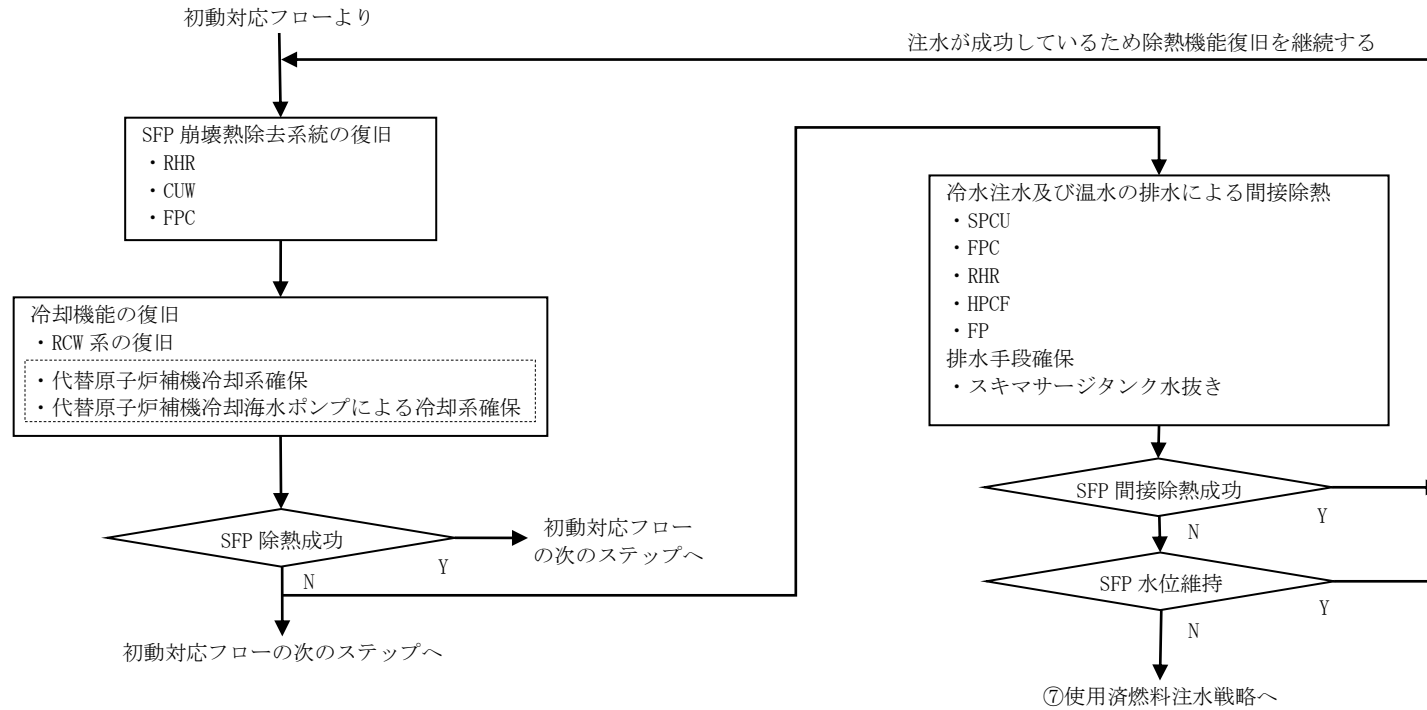 初動対応フローより
注水が成功しているため除熱機能復旧を継続する
SFP 崩壊熱除去系統の復旧
・RHR
・CUW
・FPC
冷却機能の復旧
・RCW 系の復旧
・代替原子炉補機冷却系確保
・代替原子炉補機冷却海水ポンプによる冷却系確保
SFP 除熱成功
Y
初動対応フロー
の次のステップへ
N
初動対応フローの次のステップへ
冷水注水及び温水の排水による間接除熱
・SPCU
・FPC
・RHR
・HPCF
・FP
排水手段確保
・スキマサージタンク水抜き
SFP 間接除熱成功
Y
N
SFP 水位維持
Y
N
⑦使用済燃料注水戦略へ